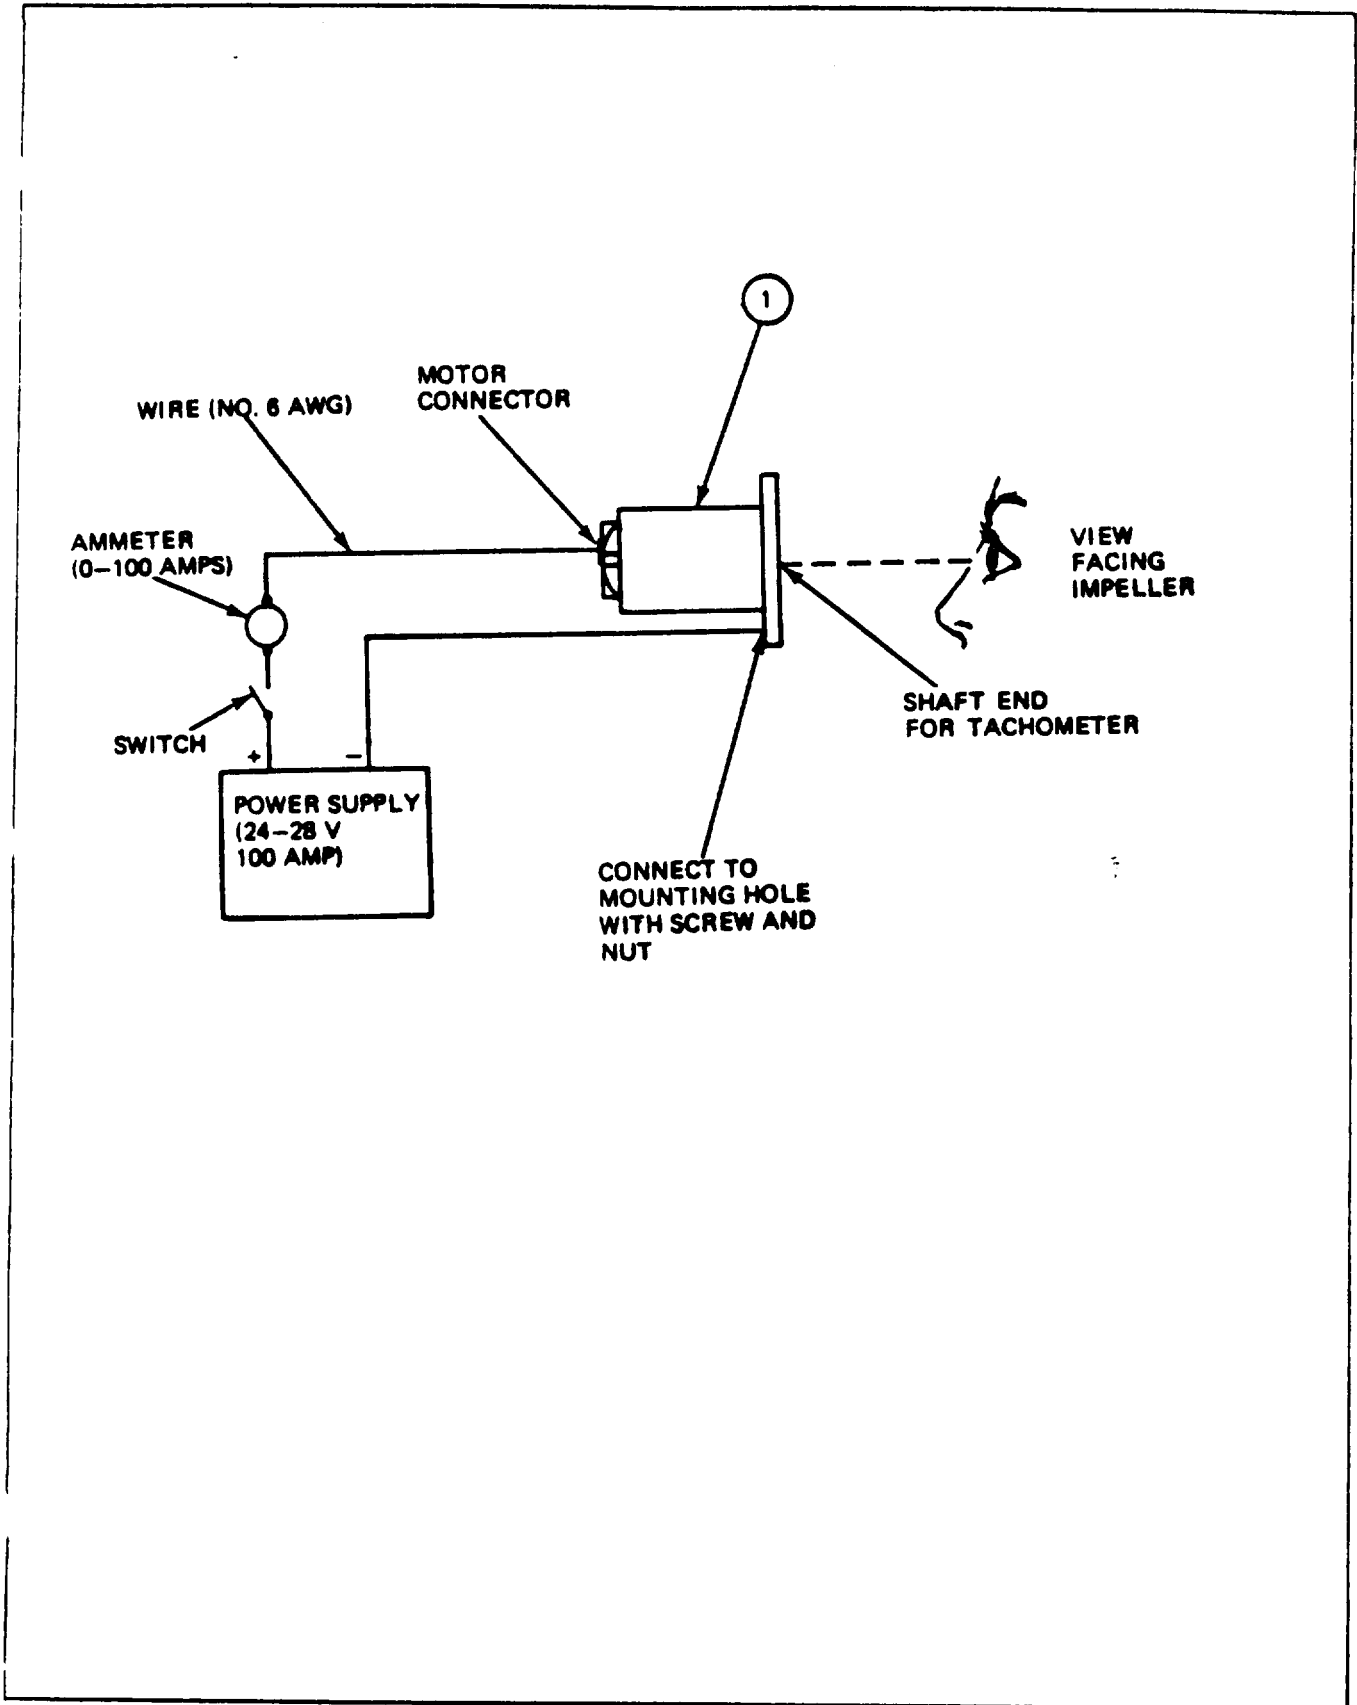 1
MOTOR
CONNECTOR
WIRE (NO. 6 AWG)
AMMETER
(0–100 AMPS)
VIEW
FACING
IMPELLER
SHAFT END
FOR TACHOMETER
SWITCH
+ –
POWER SUPPLY
(24–28 V
100 AMP)
CONNECT TO
MOUNTING HOLE
WITH SCREW AND
NUT